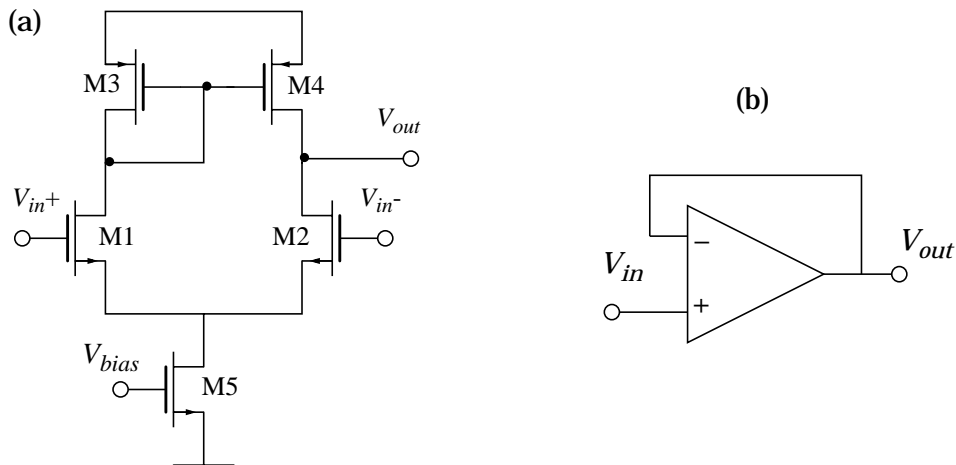 (a)
M3
M4
V_out
V_in+
V_in-
M1
M2
V_bias
M5
(b)
V_in
−
+
V_out